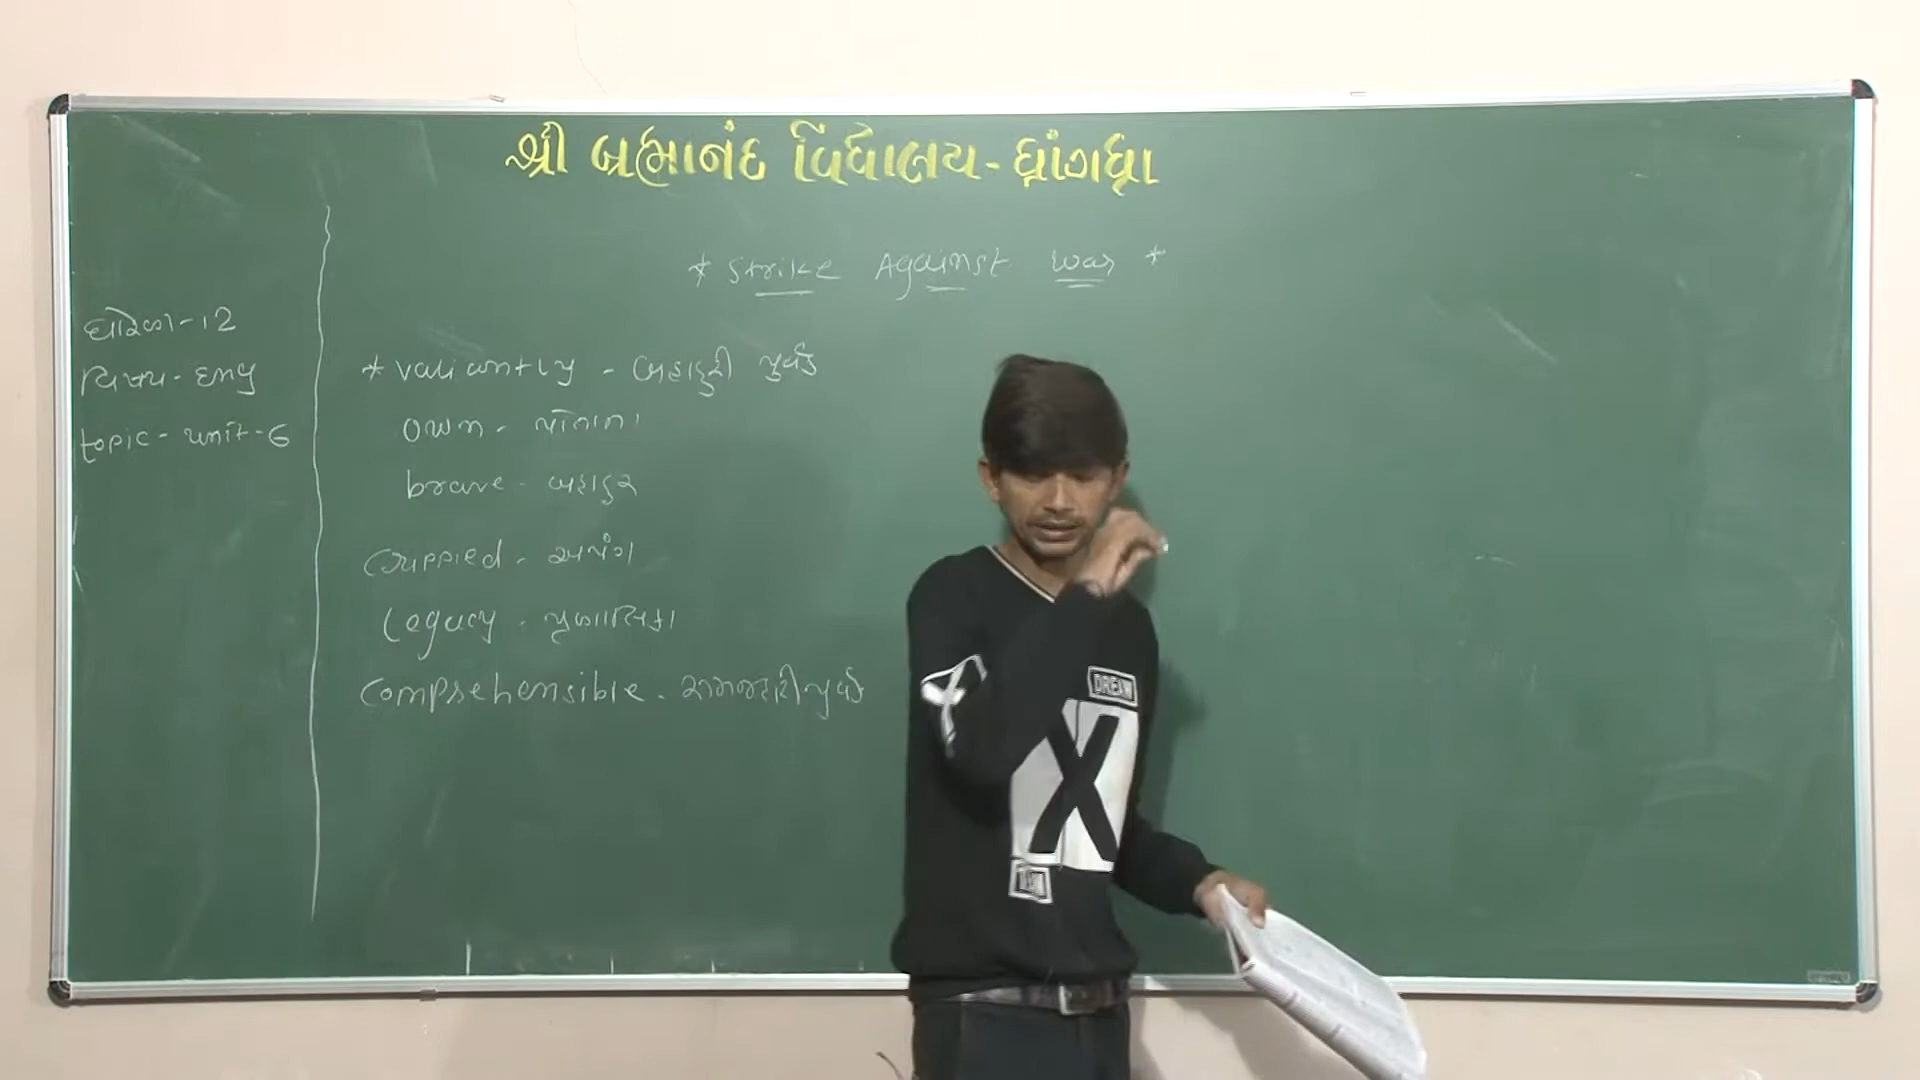 શ્રી બ્રહ્માનંદ વિદ્યાલય - ધ્રાંગધ્રા
* Strike Against War *
ધોરણ-12
વિષય-
topic - unit-6
* Valiantly - બહાદુરી પૂર્વક
own - પોતાના
brave - બહાદુર
crippled - અપંગ
Legacy -
Comprehensible - સમજદારીપૂર્વક
DREAM
X